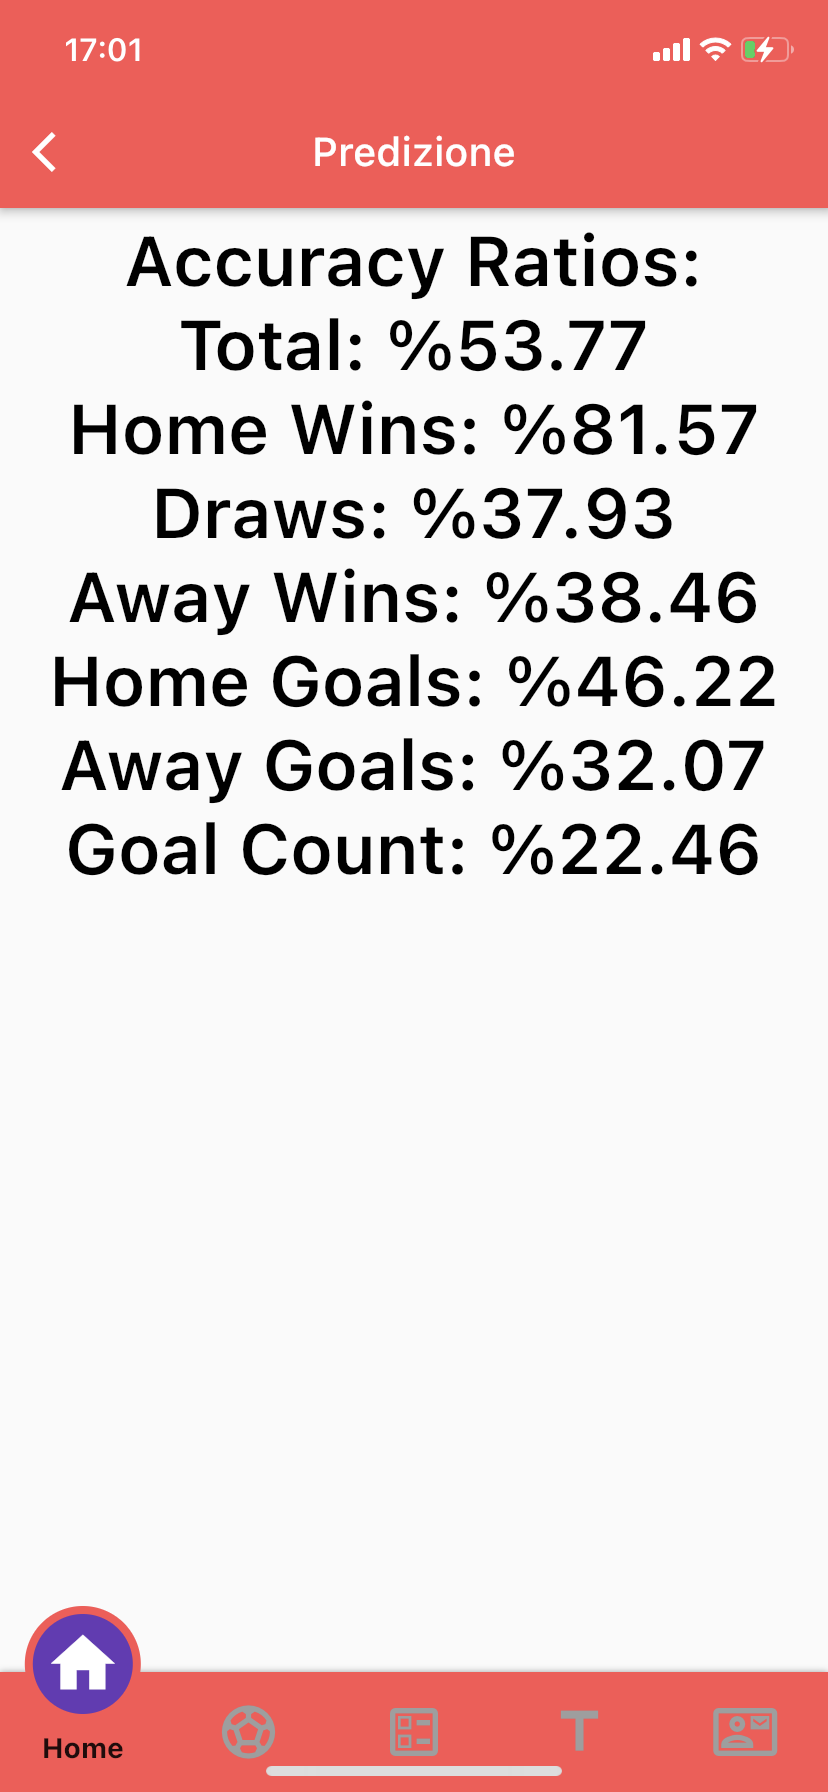 17:01
Predizione
Accuracy Ratios:
Total: %53.77
Home Wins: %81.57
Draws: %37.93
Away Wins: %38.46
Home Goals: %46.22
Away Goals: %32.07
Goal Count: %22.46
Home